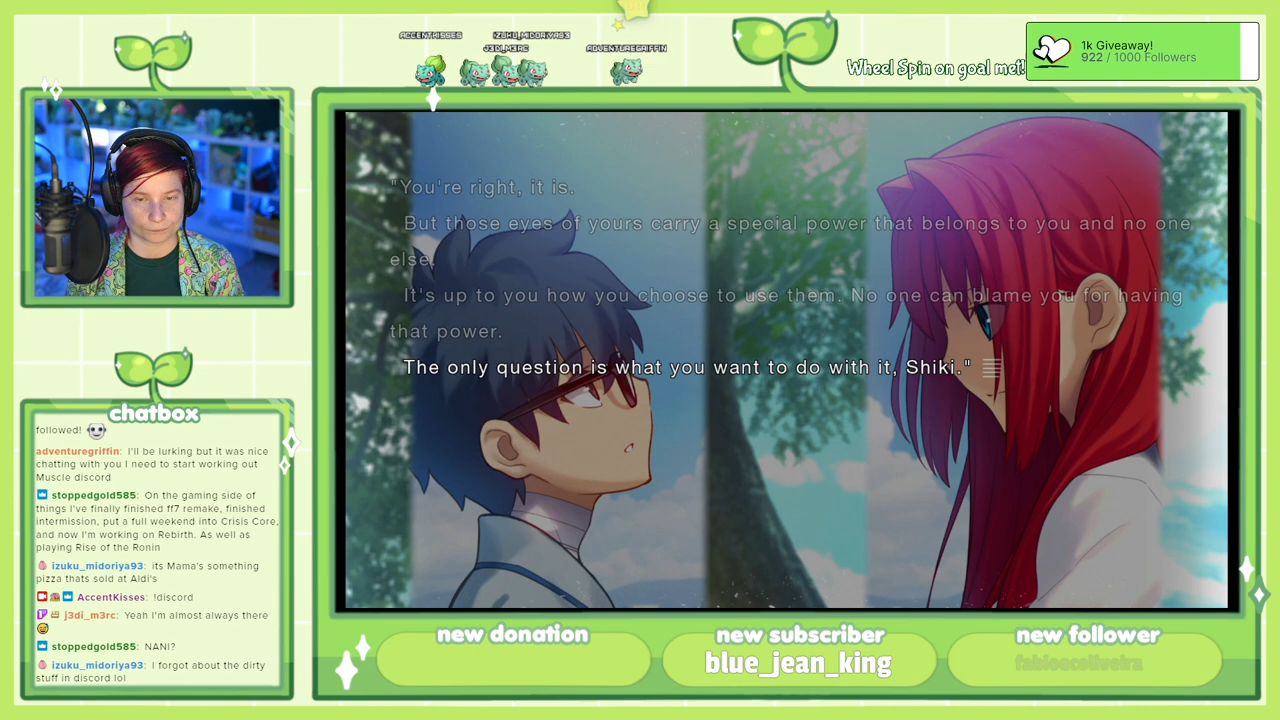 ACCENTKISSES
IZUKU_MIDORIYA93
J3DI_M3RC
ADVENTUREGRIFFIN
Wheel Spin on goal met!
1k Giveaway!
922 / 1000 Followers
"You're right, it is.
But those eyes of yours carry a special power that belongs to you and no one
else.
It's up to you how you choose to use them. No one can blame you for having
that power.
The only question is what you want to do with it, Shiki."
chatbox
followed!
adventuregriffin: I'll be lurking but it was nice
chatting with you I need to start working out
Muscle discord
stoppedgold585: On the gaming side of
things I've finally finished ff7 remake, finished
intermission, put a full weekend into Crisis Core,
and now I'm working on Rebirth. As well as
playing Rise of the Ronin
izuku_midoriya93: its Mama's something
pizza thats sold at Aldi's
AccentKisses: !discord
j3di_m3rc: Yeah I'm almost always there
stoppedgold585: NANI?
izuku_midoriya93: I forgot about the dirty
stuff in discord lol
new donation
new subscriber
blue_jean_king
new follower